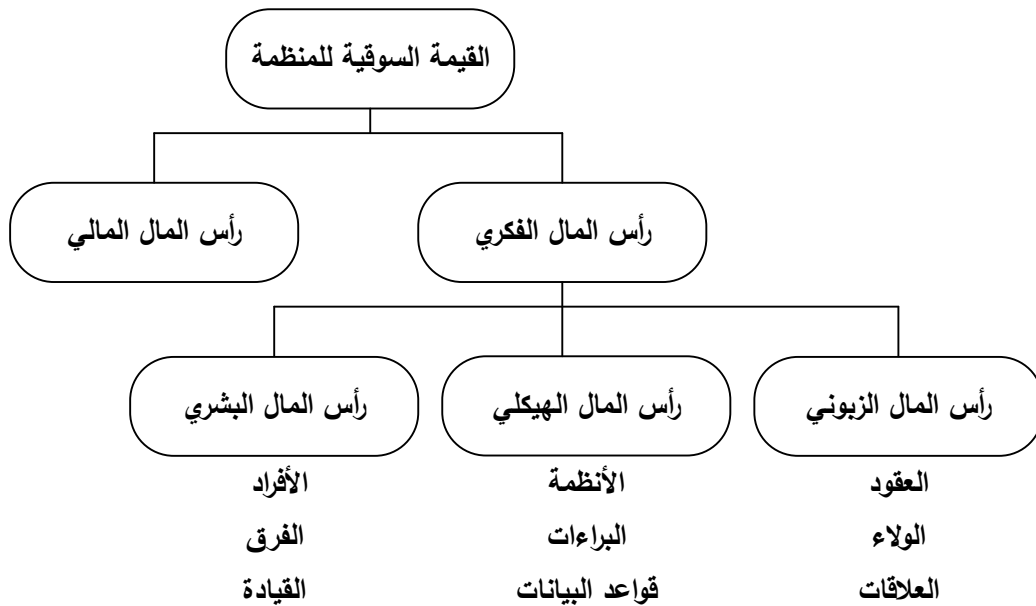 القيمة السوقية للمنظمة
رأس المال الفكري
رأس المال المالي
رأس المال الزبوني
رأس المال الهيكلي
رأس المال البشري
العقود
الأنظمة
الأفراد
الولاء
البراءات
الفرق
العلاقات
قواعد البيانات
القيادة